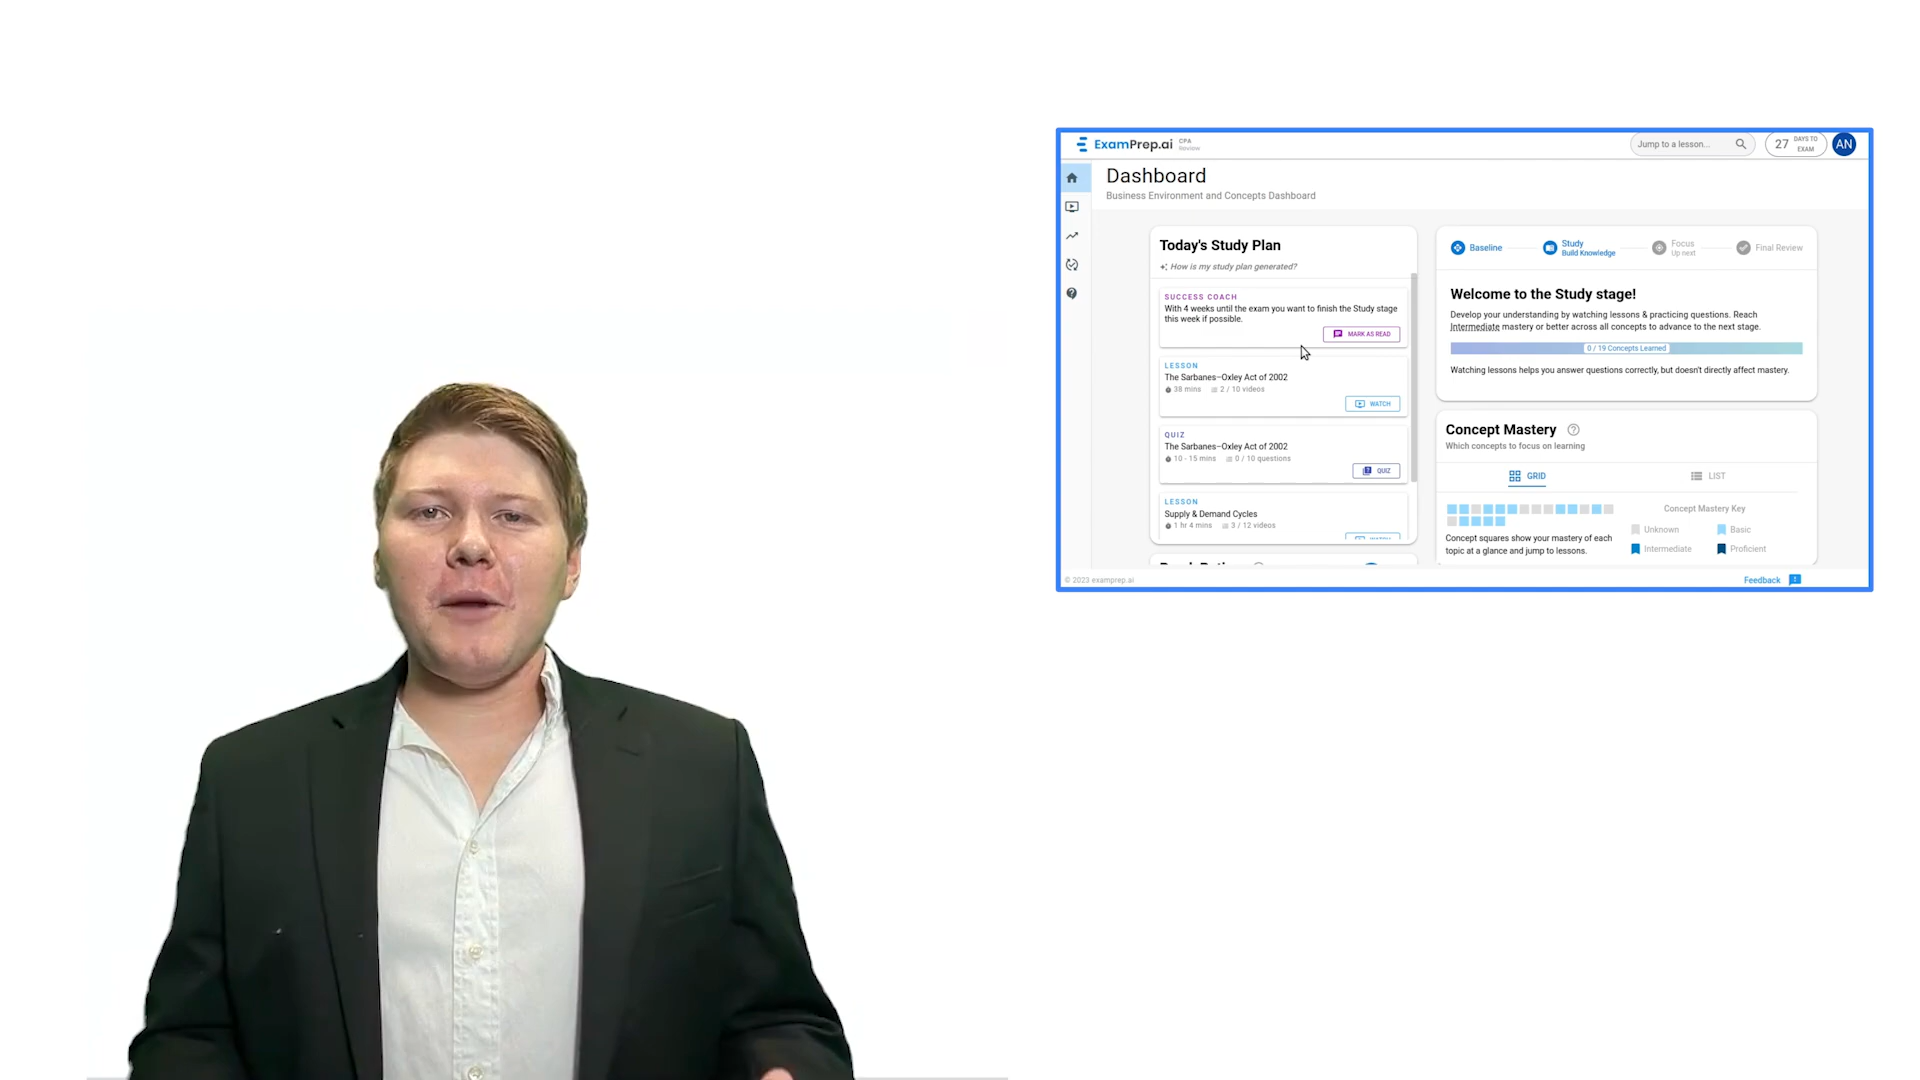 ExamPrep.ai CPA Review
Jump to a lesson...
27 DAYS TO EXAM
AN
Dashboard
Business Environment and Concepts Dashboard
Today's Study Plan
How is my study plan generated?
SUCCESS COACH
With 4 weeks until the exam you want to finish the Study stage
this week if possible.
MARK AS READ
LESSON
The Sarbanes–Oxley Act of 2002
38 mins 2 / 10 videos
WATCH
QUIZ
The Sarbanes–Oxley Act of 2002
10 - 15 mins 0 / 10 questions
QUIZ
LESSON
Supply & Demand Cycles
1 hr 4 mins 3 / 12 videos
Baseline
Study
Build Knowledge
Focus
Up next
Final Review
Welcome to the Study stage!
Develop your understanding by watching lessons & practicing questions. Reach
Intermediate mastery or better across all concepts to advance to the next stage.
0 / 19 Concepts Learned
Watching lessons helps you answer questions correctly, but doesn't directly affect mastery.
Concept Mastery
Which concepts to focus on learning
GRID
LIST
Concept squares show your mastery of each
topic at a glance and jump to lessons.
Concept Mastery Key
Unknown
Basic
Intermediate
Proficient
© 2023 examprep.ai
Feedback